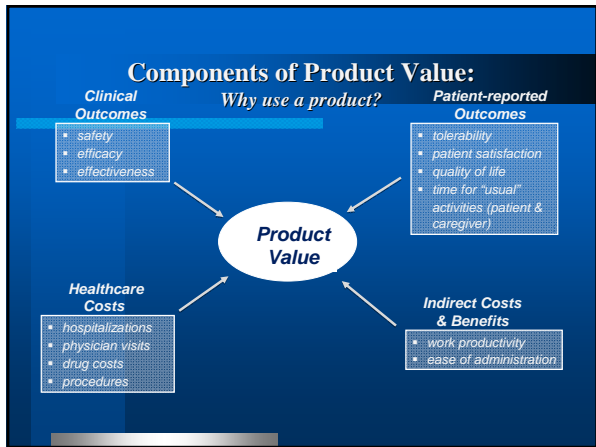 Components of Product Value:
Why use a product?
Clinical
Outcomes
▪ safety
▪ efficacy
▪ effectiveness
Patient-reported
Outcomes
▪ tolerability
▪ patient satisfaction
▪ quality of life
▪ time for “usual”
activities (patient &
caregiver)
Product
Value
Healthcare
Costs
▪ hospitalizations
▪ physician visits
▪ drug costs
▪ procedures
Indirect Costs
& Benefits
▪ work productivity
▪ ease of administration